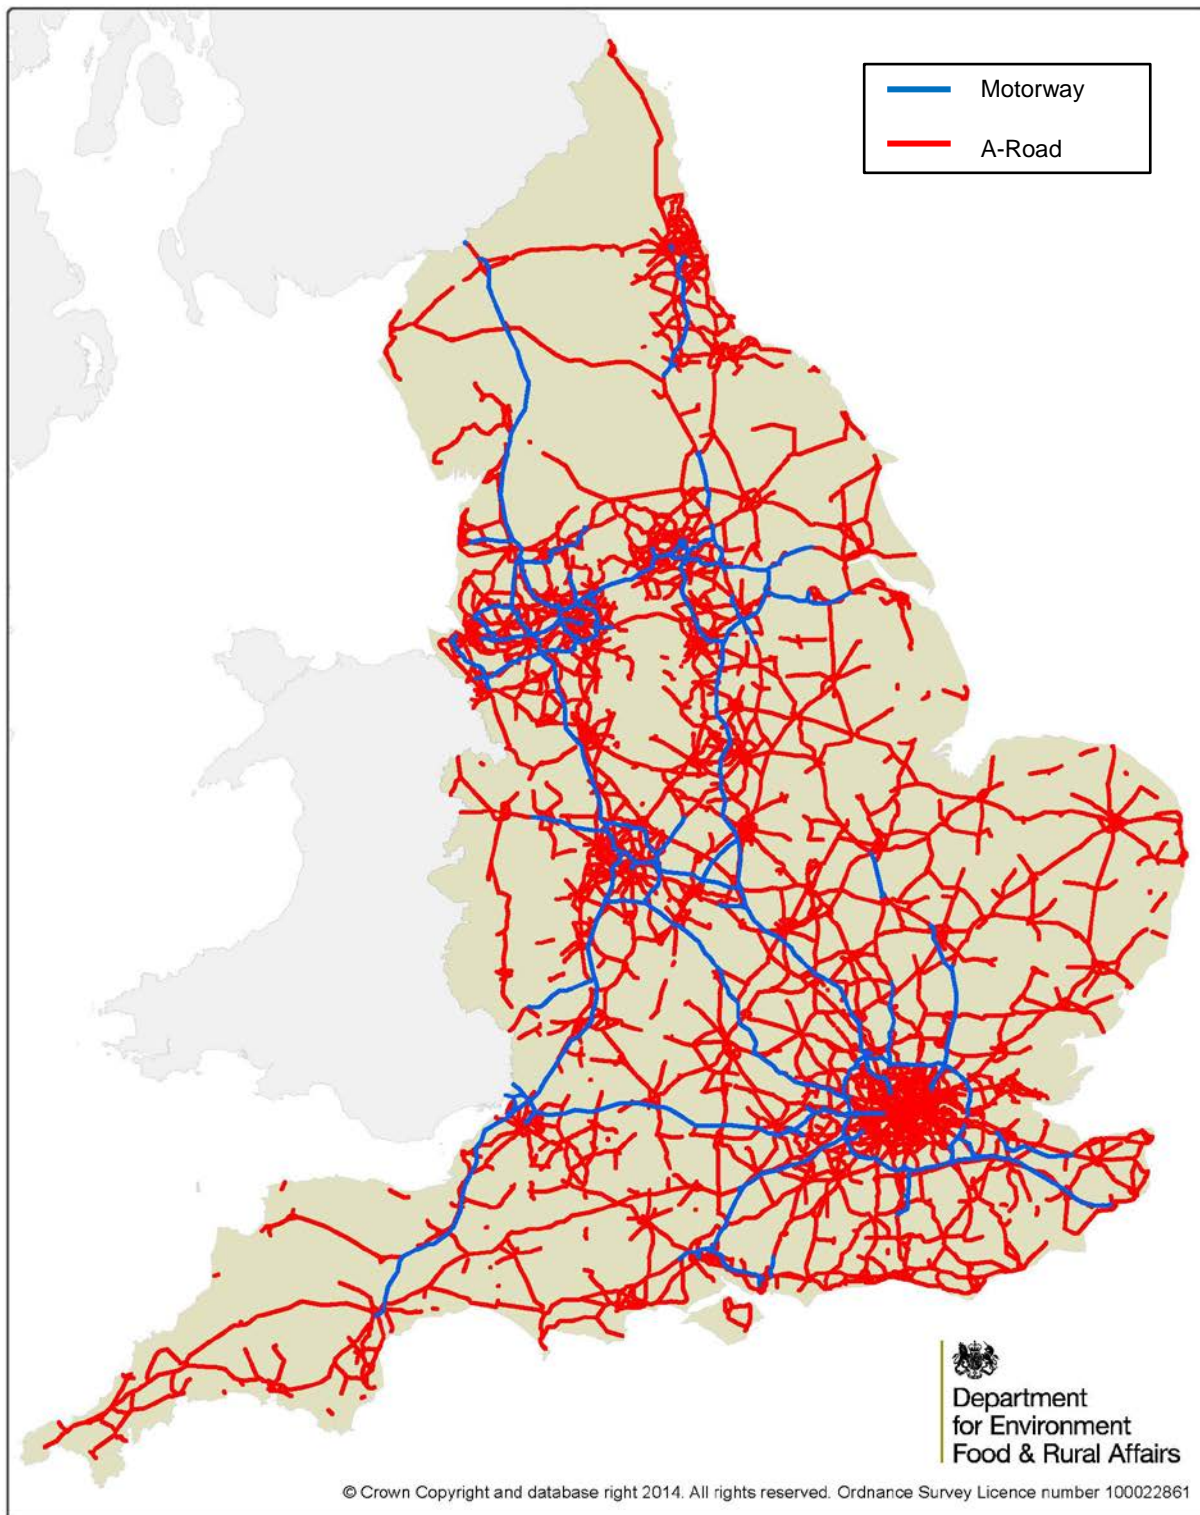 Motorway
A-Road
Department
for Environment
Food & Rural Affairs
© Crown Copyright and database right 2014. All rights reserved. Ordnance Survey Licence number 100022861